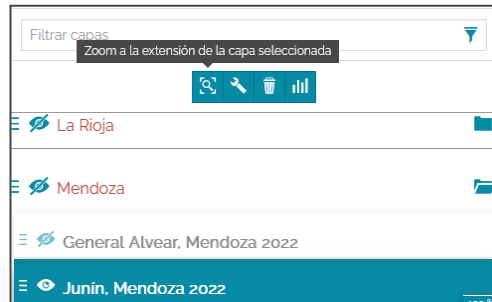 Filtrar capas
Zoom a la extensión de la capa seleccionada
La Rioja
Mendoza
General Alvear, Mendoza 2022
Junín, Mendoza 2022